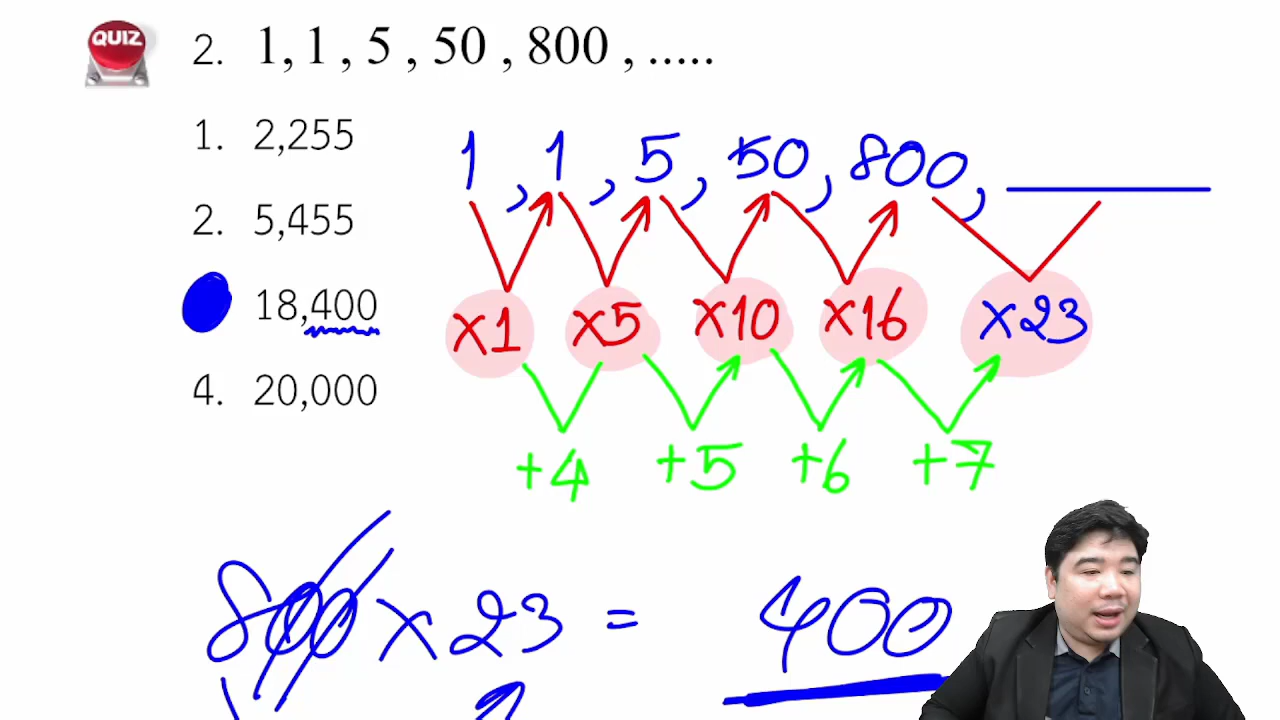 QUIZ
2. 1, 1 , 5 , 50 , 800 , .....
1. 2,255
2. 5,455
18,400
4. 20,000
1 , 1 , 5 , 50 , 800 ,
x1 x5 x10 x16 x23
+4 +5 +6 +7
800 x 23 = 400